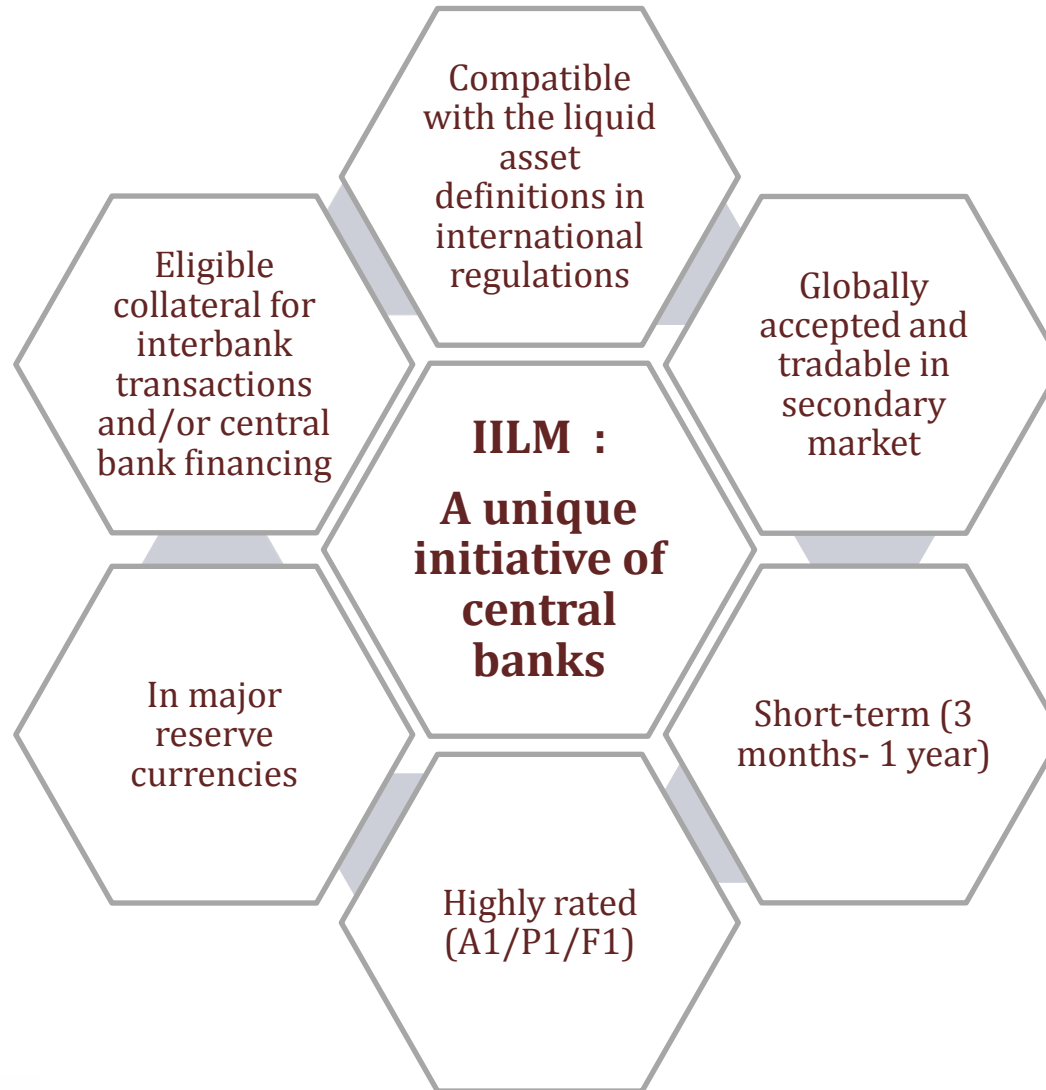 Compatible
with the liquid
asset
definitions in
international
regulations
Globally
accepted and
tradable in
secondary
market
Short-term (3
months- 1 year)
Highly rated
(A1/P1/F1)
In major
reserve
currencies
Eligible
collateral for
interbank
transactions
and/or central
bank financing
IILM :
A unique
initiative of
central
banks